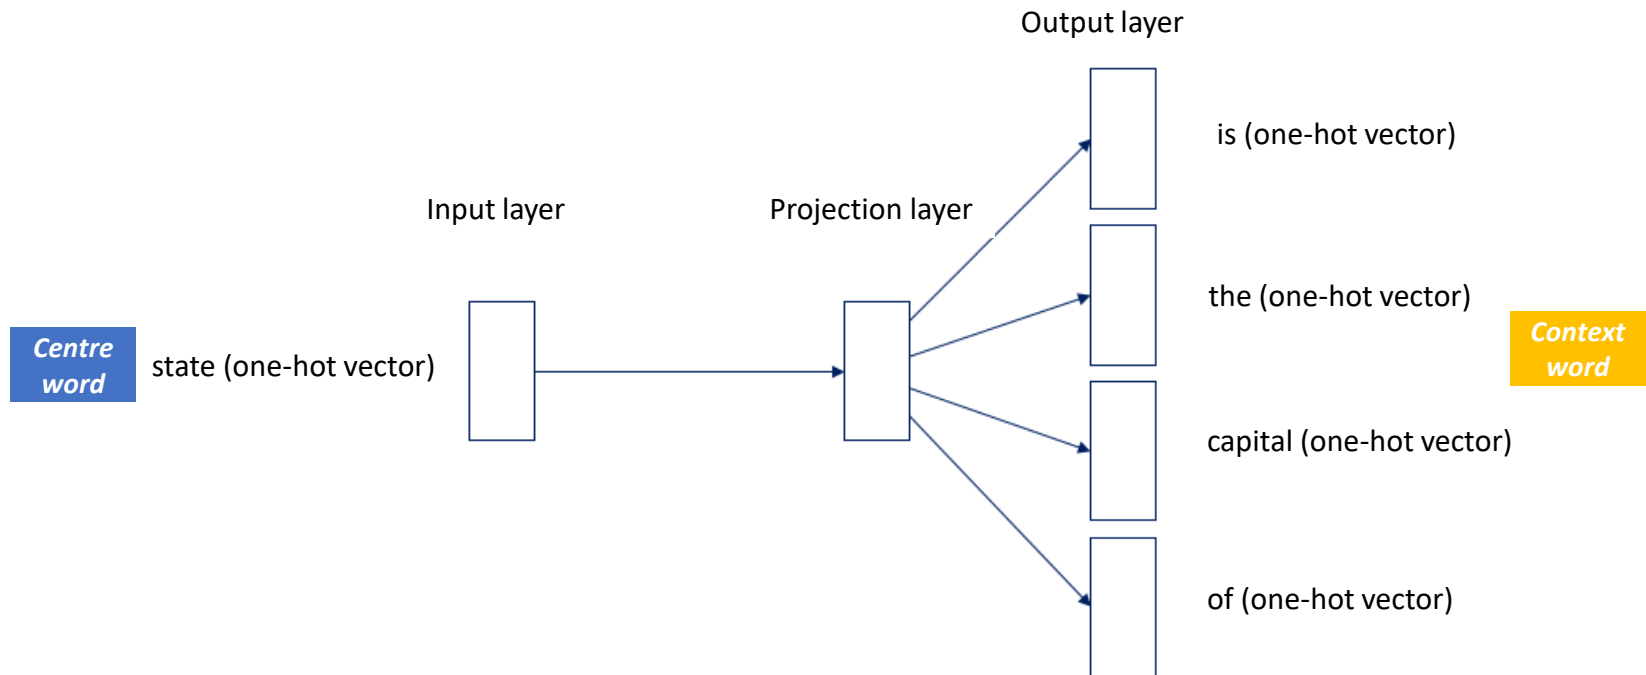 Output layer
is (one-hot vector)
Input layer
Projection layer
the (one-hot vector)
Centre
word
state (one-hot vector)
Context
word
capital (one-hot vector)
of (one-hot vector)